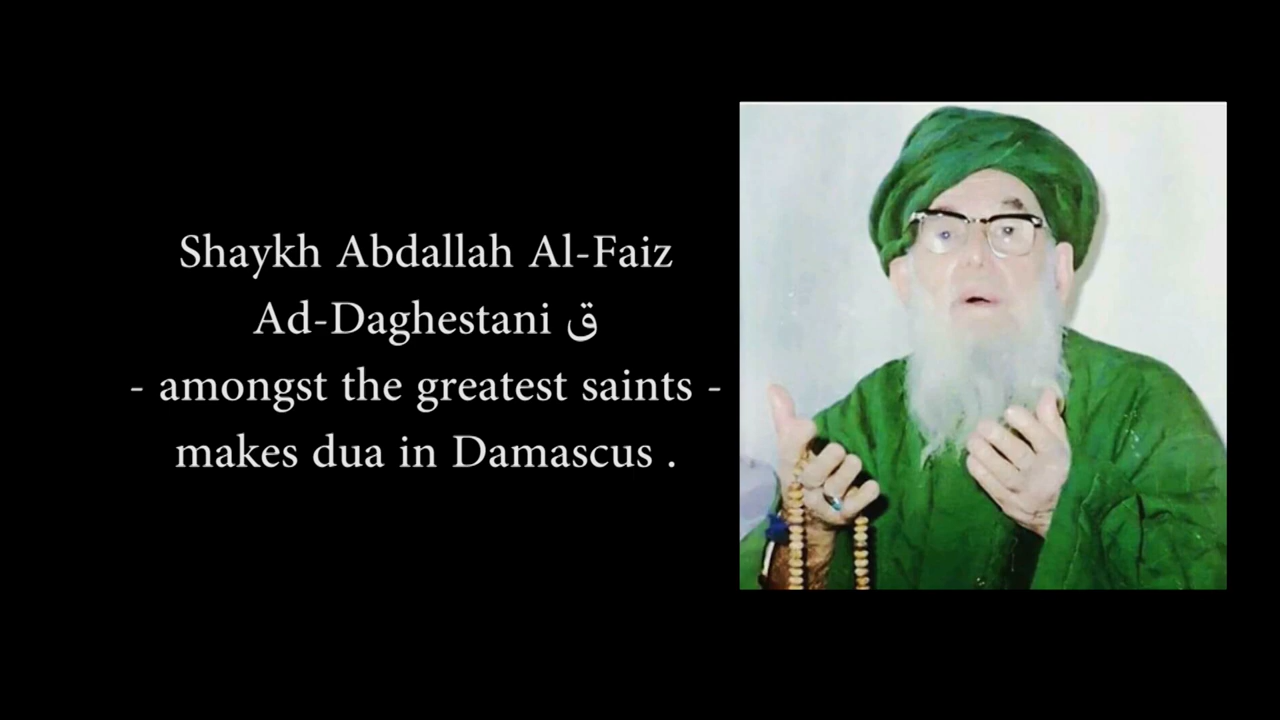 Shaykh Abdallah Al-Faiz
Ad-Daghestani ق
- amongst the greatest saints -
makes dua in Damascus .